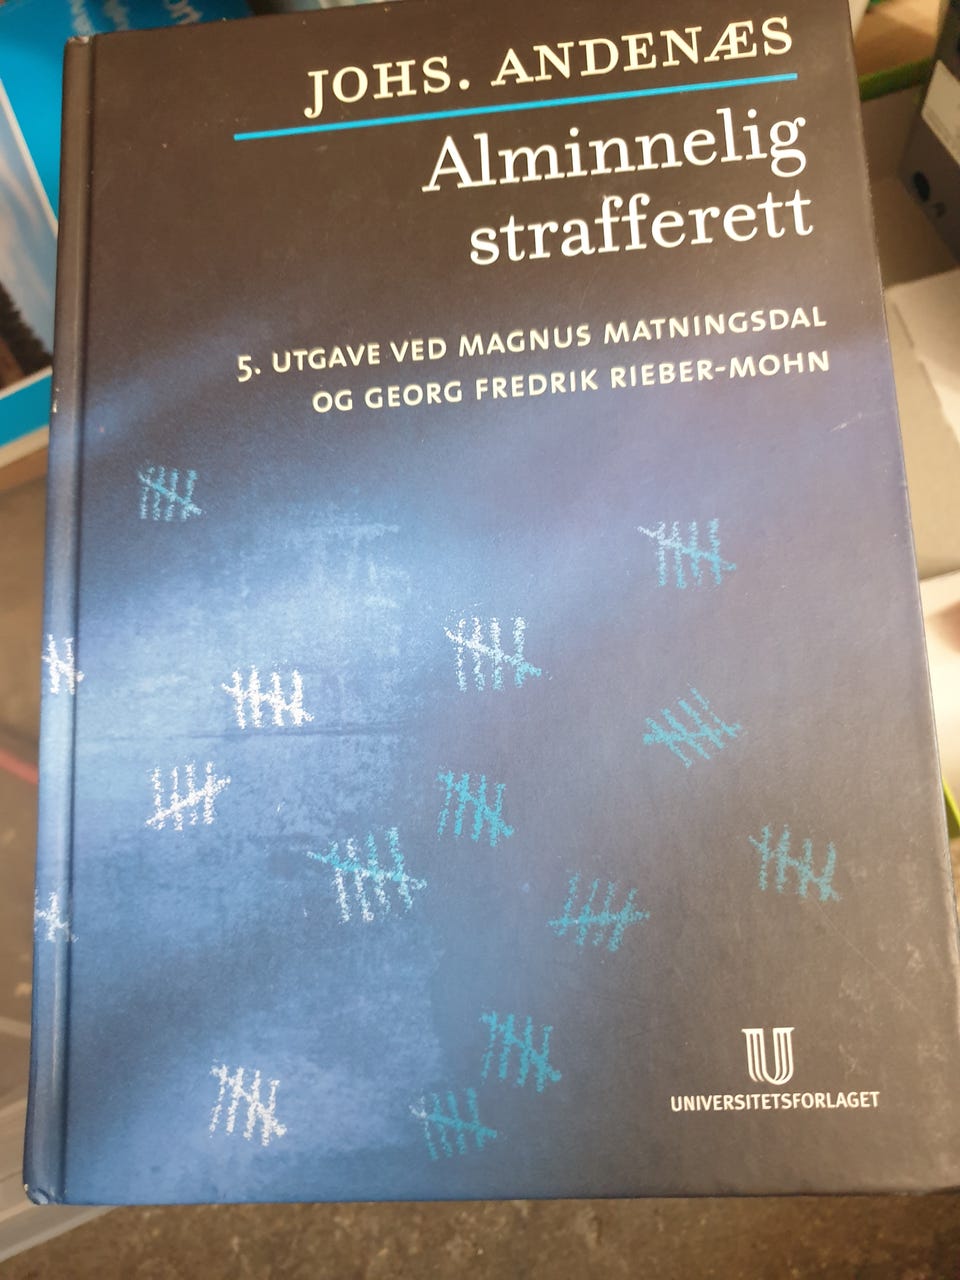 JOHS. ANDENÆS
Alminnelig
strafferett
5. UTGAVE VED MAGNUS MATNINGSDAL
OG GEORG FREDRIK RIEBER-MOHN
U
UNIVERSITETSFORLAGET